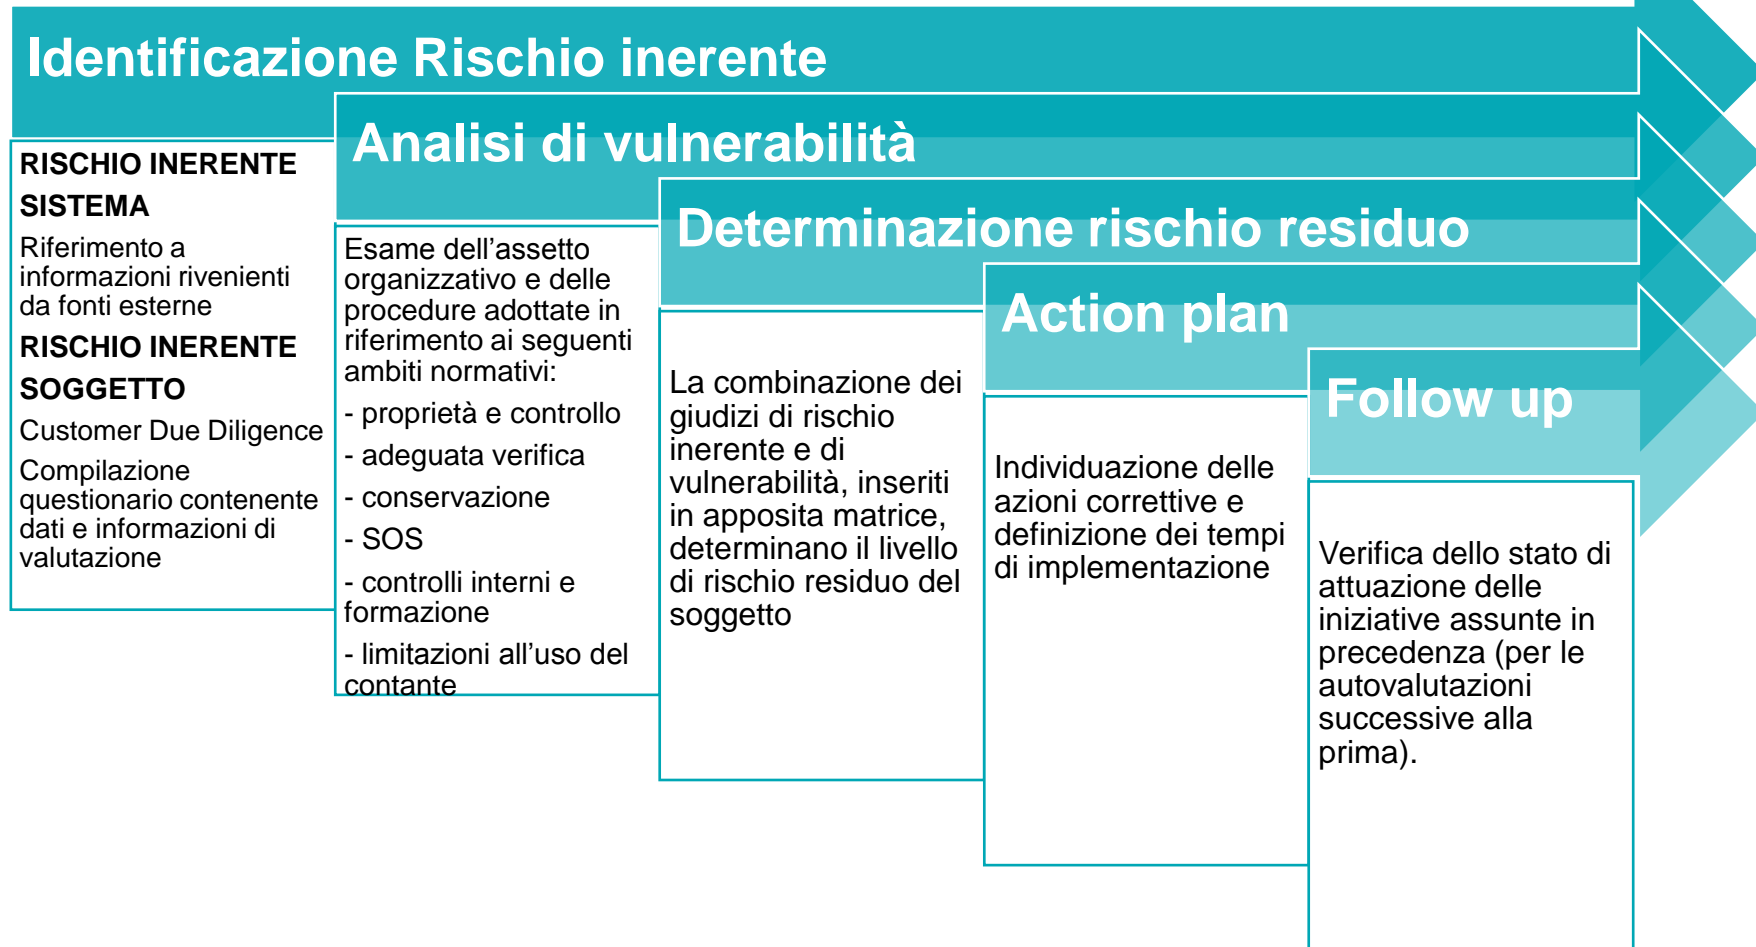 Identificazione Rischio inerente
RISCHIO INERENTE
SISTEMA
Riferimento a
informazioni rivenienti
da fonti esterne
RISCHIO INERENTE
SOGGETTO
Customer Due Diligence
Compilazione
questionario contenente
dati e informazioni di
valutazione
Analisi di vulnerabilità
Esame dell’assetto
organizzativo e delle
procedure adottate in
riferimento ai seguenti
ambiti normativi:
- proprietà e controllo
- adeguata verifica
- conservazione
- SOS
- controlli interni e
formazione
- limitazioni all’uso del
contante
Determinazione rischio residuo
La combinazione dei
giudizi di rischio
inerente e di
vulnerabilità, inseriti
in apposita matrice,
determinano il livello
di rischio residuo del
soggetto
Action plan
Individuazione delle
azioni correttive e
definizione dei tempi
di implementazione
Follow up
Verifica dello stato di
attuazione delle
iniziative assunte in
precedenza (per le
autovalutazioni
successive alla
prima).